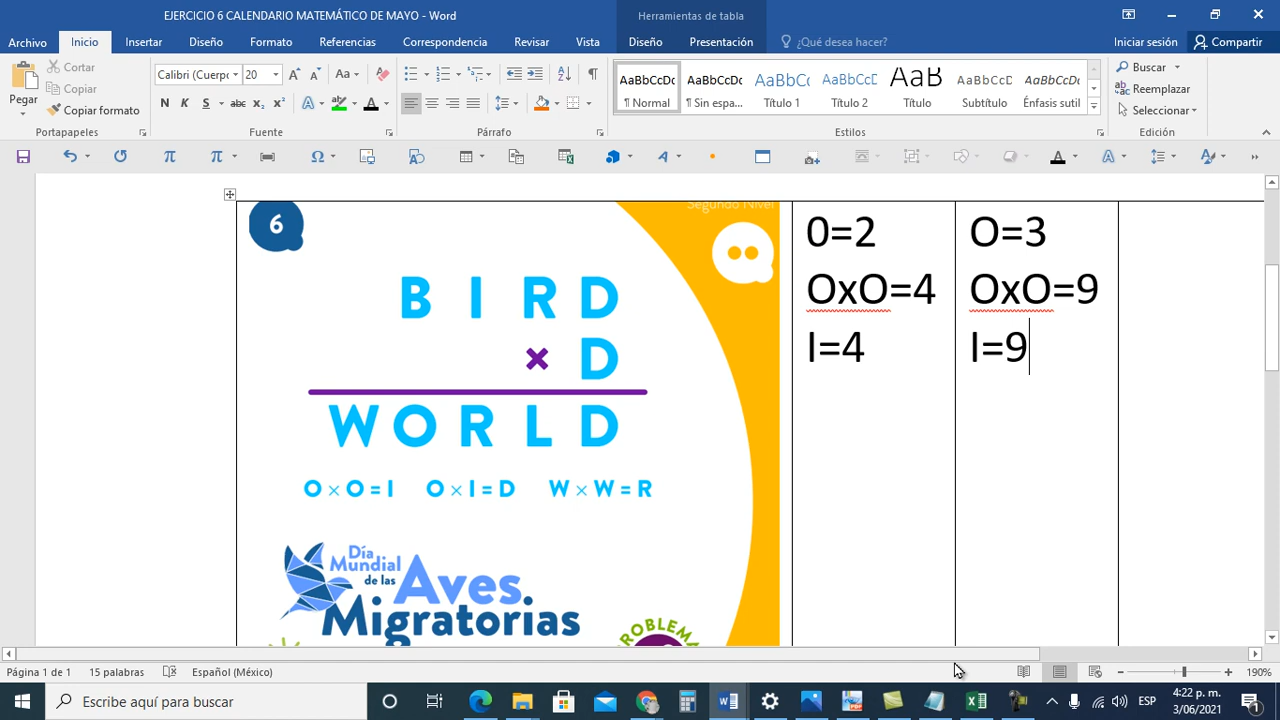 EJERCICIO 6 CALENDARIO MATEMÁTICO DE MAYO - Word
Herramientas de tabla
Archivo Inicio Insertar Diseño Formato Referencias Correspondencia Revisar Vista Diseño Presentación ¿Qué desea hacer? Iniciar sesión Compartir
Pegar
Cortar
Copiar
Copiar formato
Portapapeles
Calibri (Cuerpo 20
Fuente
Párrafo
AaBbCcDc
¶ Normal
AaBbCcDc
¶ Sin espa...
AaBbCc
Título 1
AaBbCcD
Título 2
AaB
Título
AaBbCcD
Subtítulo
AaBbCcDc
Énfasis sutil
Estilos
Buscar
Reemplazar
Seleccionar
Edición
6
Segundo Nivel
B I R D
× D
W O R L D
O×O=I O×I=D W×W=R
Día
Mundial
de las
Aves
Migratorias
PROBLEMA
0=2
OxO=4
I=4
O=3
OxO=9
I=9
Página 1 de 1 15 palabras Español (México) 190%
Escribe aquí para buscar
ESP
4:22 p. m.
3/06/2021
1